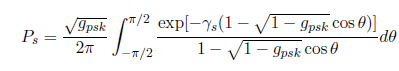 P_s = \frac{\sqrt{g_{psk}}}{2\pi} \int_{-\pi/2}^{\pi/2} \frac{\exp[-\gamma_s(1 - \sqrt{1 - g_{psk}} \cos\theta)]}{1 - \sqrt{1 - g_{psk}} \cos\theta} d\theta